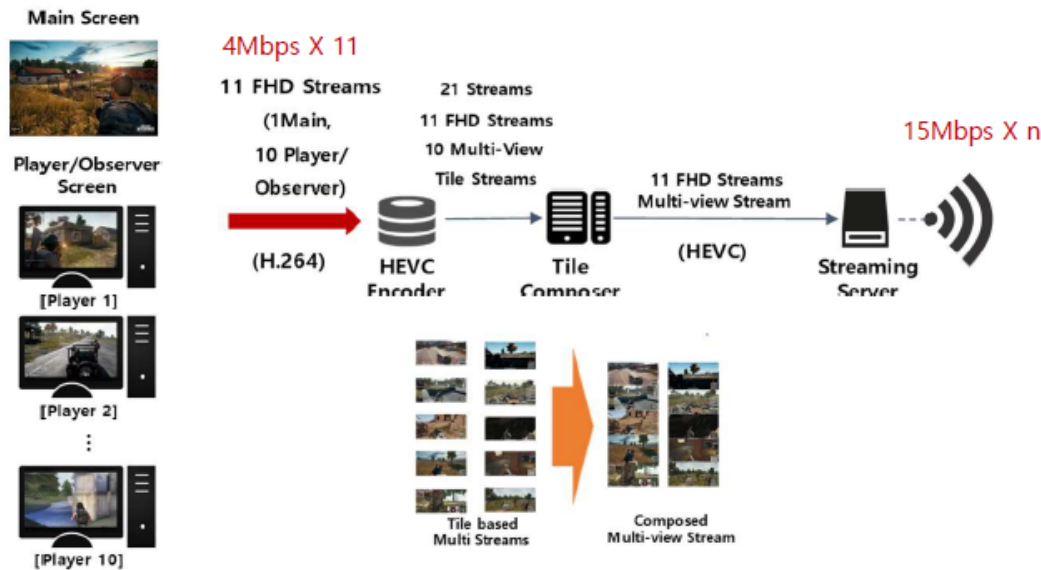 Main Screen
Player/Observer
Screen
[Player 1]
[Player 2]
⋮
[Player 10]
4Mbps X 11
11 FHD Streams
(1Main,
10 Player/
Observer)
(H.264)
HEVC
Encoder
21 Streams
11 FHD Streams
10 Multi-View
Tile Streams
Tile
Composer
11 FHD Streams
Multi-view Stream
(HEVC)
Streaming
Server
15Mbps X n
Tile based
Multi Streams
Composed
Multi-view Stream